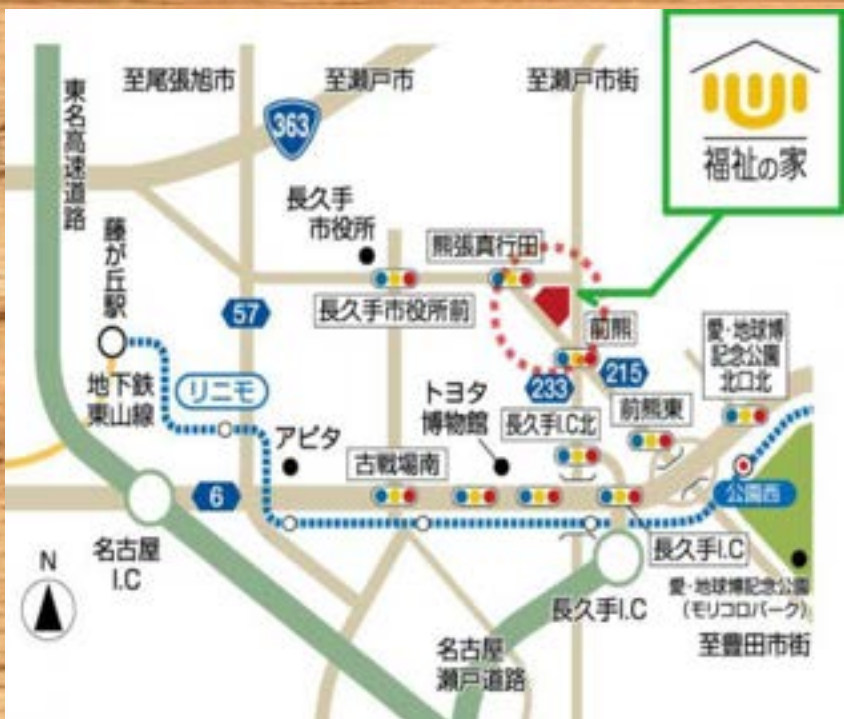 至尾張旭市
至瀬戸市
至瀬戸市街
福祉の家
東名高速道路
363
長久手
市役所
熊張真行田
藤が丘駅
57
長久手市役所前
前熊
愛・地球博
記念公園
北口北
地下鉄
東山線
リニモ
アピタ
トヨタ
博物館
233
215
長久手I.C北
前熊東
古戦場南
6
公園西
名古屋
I.C
N
長久手I.C
長久手I.C
愛・地球博記念公園
(モリコロパーク)
至豊田市街
名古屋
瀬戸道路